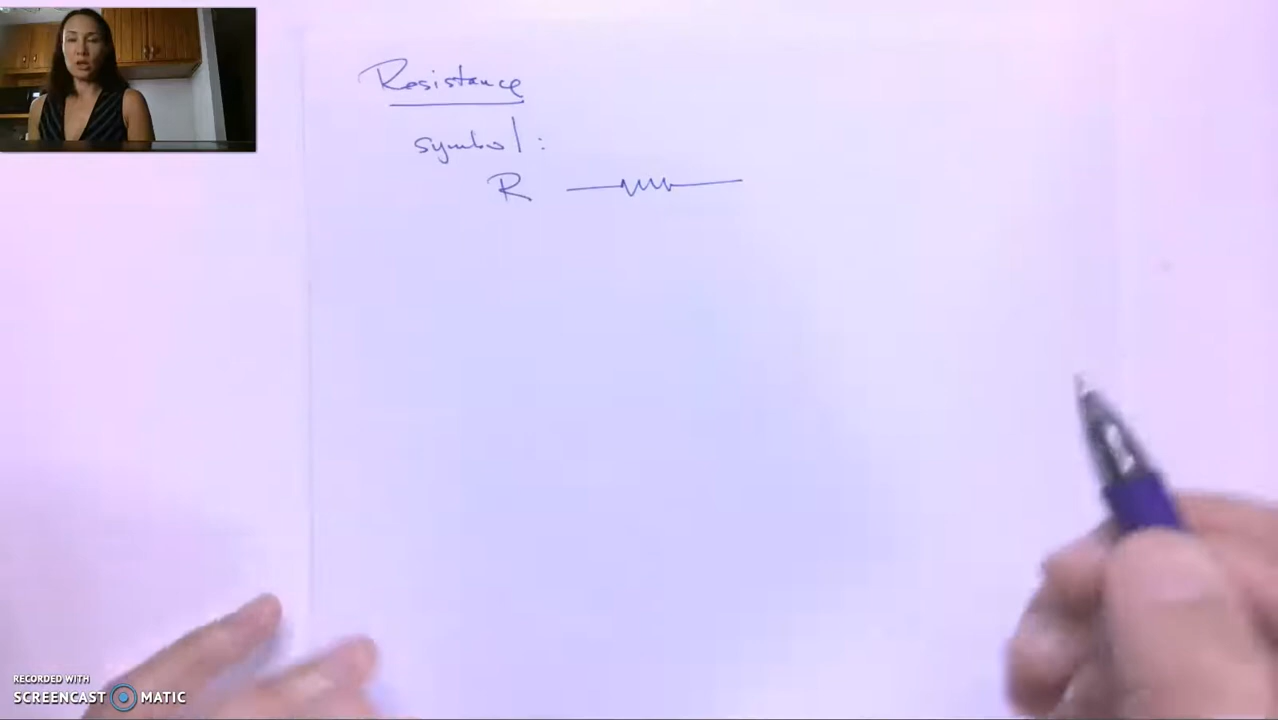 Resistance
symbol:
R
RECORDED WITH
SCREENCAST MATIC